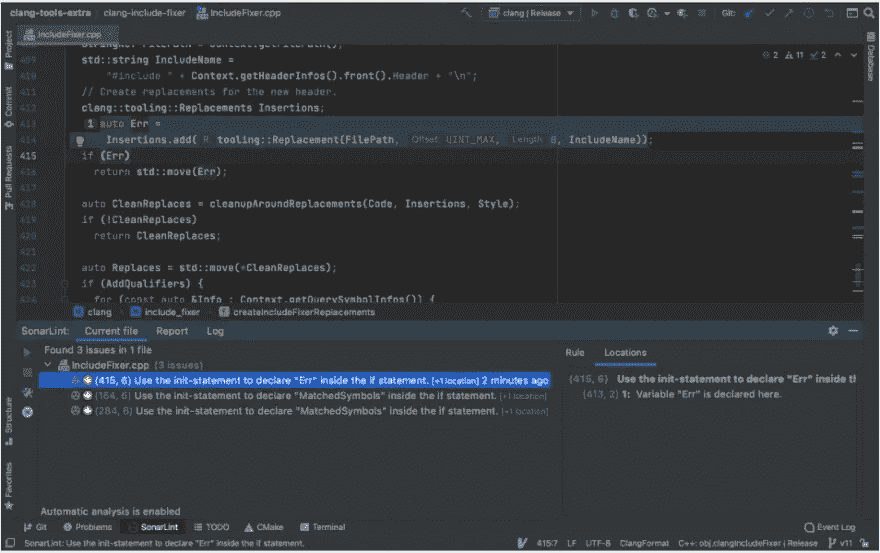 clang-tools-extra clang-include-fixer IncludeFixer.cpp clang | Release Git:
IncludeFixer.cpp
Project
Commit
Pull Requests
Structure
Favorites
Database
2 11 2
409 std::string IncludeName =
410 "#include " + Context.getHeaderInfos().front().Header + "\n";
411 // Create replacements for the new header.
412 clang::tooling::Replacements Insertions;
413 1 auto Err =
414 Insertions.add( R: tooling::Replacement(FilePath, Offset: UINT_MAX, Length: 0, IncludeName));
415 if (Err)
416 return std::move(Err);
417
418 auto CleanReplaces = cleanupAroundReplacements(Code, Insertions, Style);
419 if (!CleanReplaces)
420 return CleanReplaces;
421
422 auto Replaces = std::move(*CleanReplaces);
423 if (AddQualifiers) {
424 for (const auto &Info : Context.getQuerySymbolInfos()) {
clang include_fixer createIncludeFixerReplacements
SonarLint: Current file Report Log
Found 3 issues in 1 file
IncludeFixer.cpp (3 issues)
(415, 6) Use the init-statement to declare "Err" inside the if statement. [+1 location] 2 minutes ago
(164, 6) Use the init-statement to declare "MatchedSymbols" inside the if statement. [+1 location]
(284, 6) Use the init-statement to declare "MatchedSymbols" inside the if statement. [+1 location]
Rule Locations
(415, 6) Use the init-statement to declare "Err" inside th
(413, 2) 1: Variable "Err" is declared here.
Automatic analysis is enabled
Git Problems SonarLint TODO CMake Terminal Event Log
SonarLint: Use the init-statement to declare "Err" inside the if statement. 415:7 LF UTF-8 ClangFormat C++: obj.clangIncludeFixer | Release v11